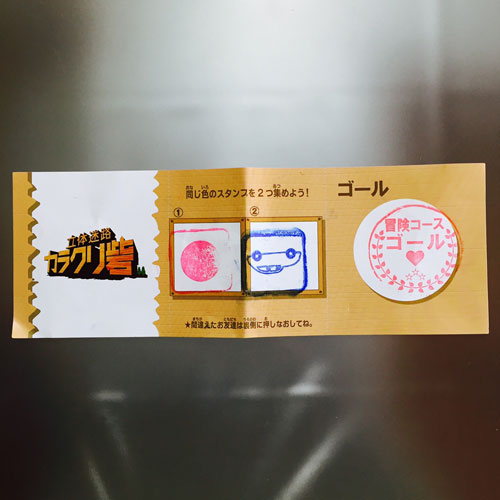 立体迷路
カラクリ砦
同じ色のスタンプを２つ集めよう！
①
②
★間違えたお友達は裏側に押しなおしてね。
ゴール
冒険コース
ゴール